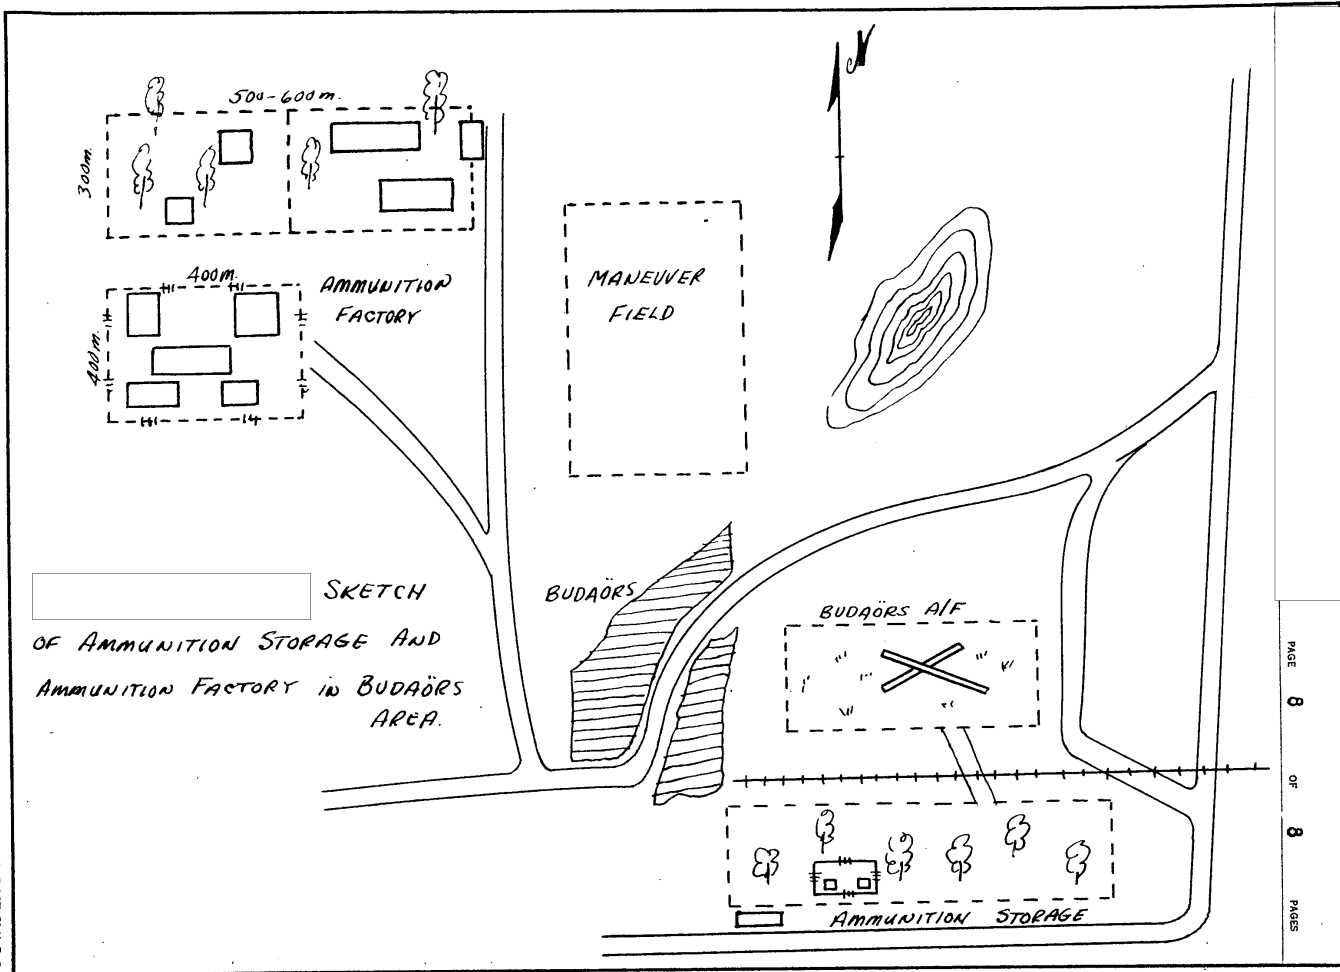 N
500-600m.
300m.
400m.
400m.
AMMUNITION
FACTORY
MANEUVER
FIELD
SKETCH
OF AMMUNITION STORAGE AND
AMMUNITION FACTORY IN BUDAÖRS
AREA.
BUDAÖRS
BUDAÖRS A/F
AMMUNITION STORAGE
PAGE 8 OF 8 PAGES